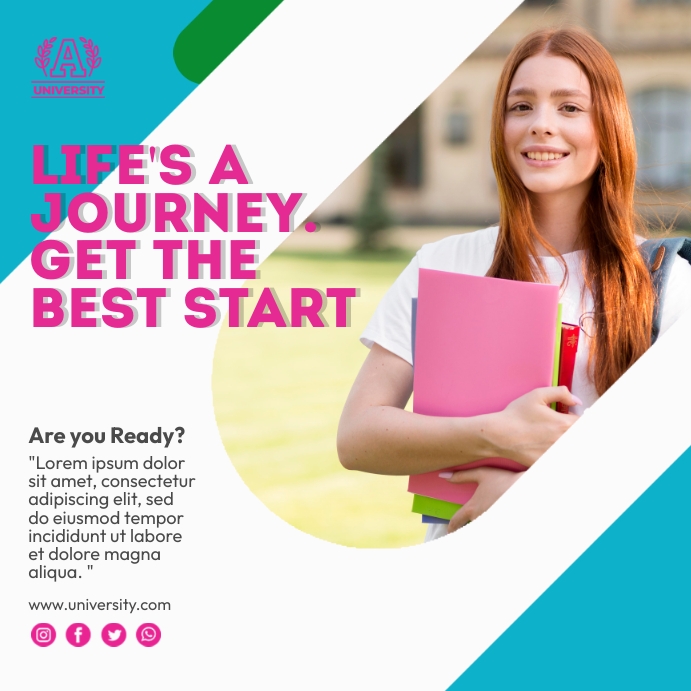 A
UNIVERSITY
LIFE'S A
JOURNEY.
GET THE
BEST START
Are you Ready?
"Lorem ipsum dolor
sit amet, consectetur
adipiscing elit, sed
do eiusmod tempor
incididunt ut labore
et dolore magna
aliqua. "
www.university.com